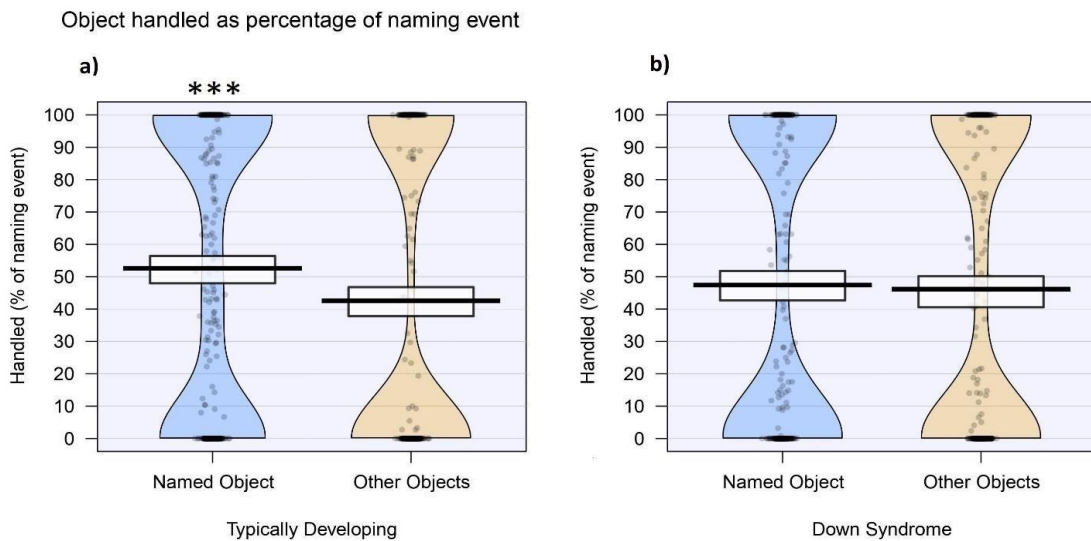 Object handled as percentage of naming event
a)
***
100
90
80
70
60
50
40
30
20
10
0
Handled (% of naming event)
Named Object
Other Objects
Typically Developing
b)
100
90
80
70
60
50
40
30
20
10
0
Handled (% of naming event)
Named Object
Other Objects
Down Syndrome